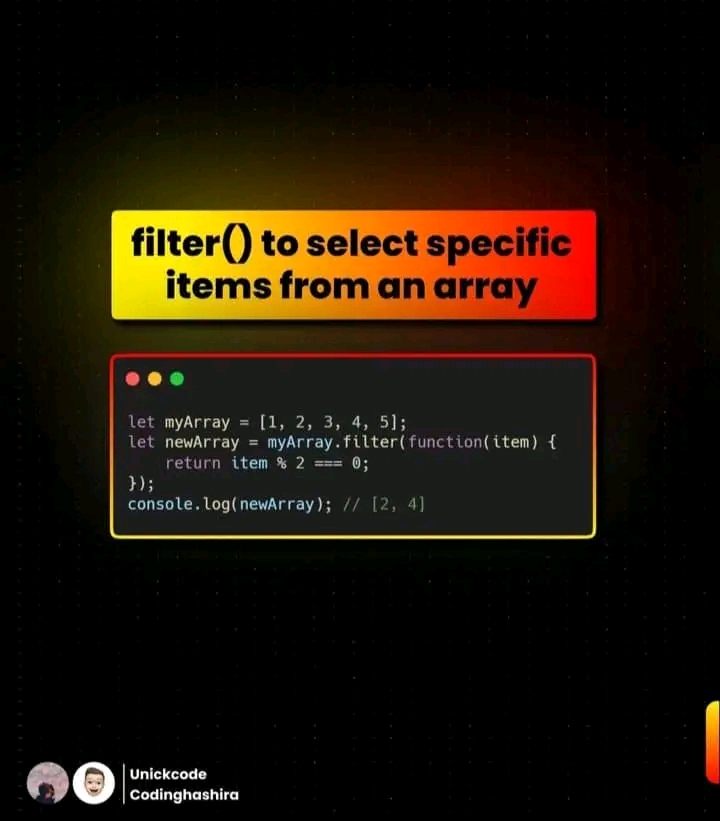 filter() to select specific
items from an array
let myArray = [1, 2, 3, 4, 5];
let newArray = myArray.filter(function(item) {
    return item % 2 === 0;
});
console.log(newArray); // [2, 4]
Unickcode
Codinghashira